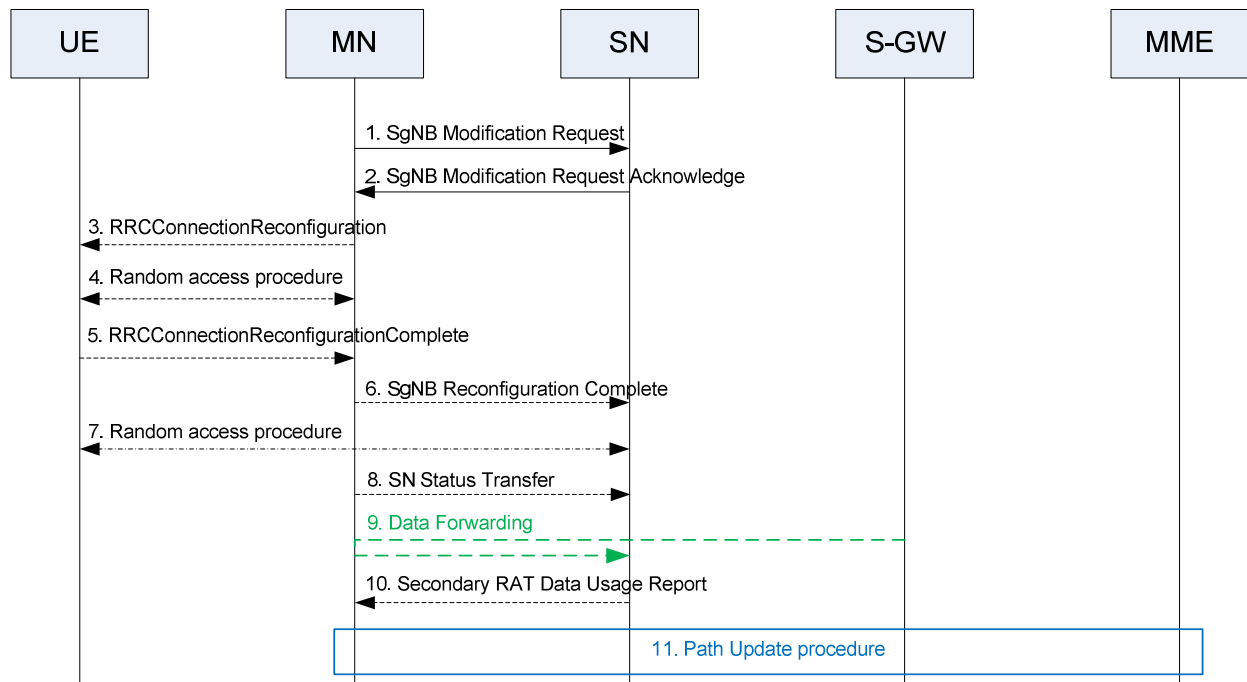 UE
MN
SN
S-GW
MME
1. SgNB Modification Request
2. SgNB Modification Request Acknowledge
3. RRCConnectionReconfiguration
4. Random access procedure
5. RRCConnectionReconfigurationComplete
6. SgNB Reconfiguration Complete
7. Random access procedure
8. SN Status Transfer
9. Data Forwarding
10. Secondary RAT Data Usage Report
11. Path Update procedure